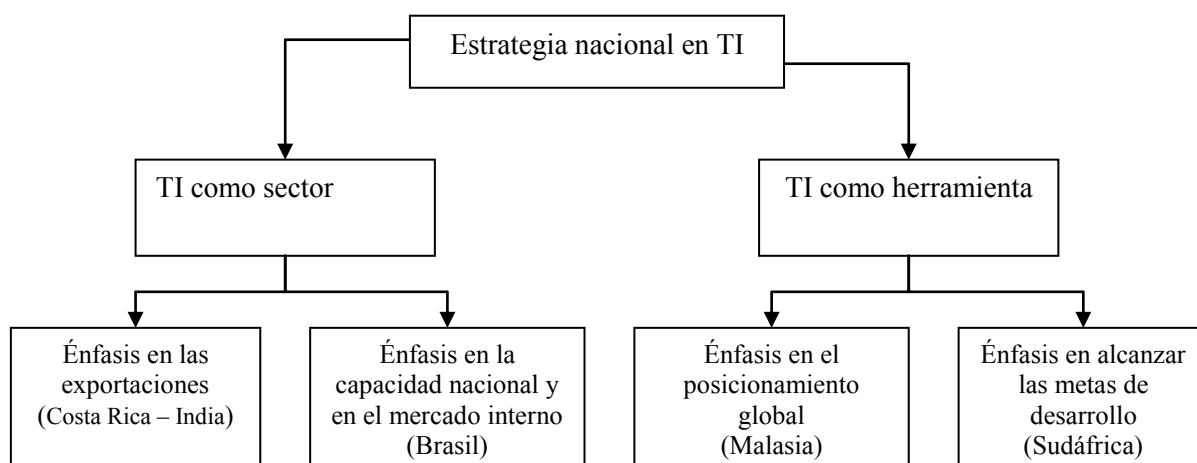 Estrategia nacional en TI
TI como sector
TI como herramienta
Énfasis en las
exportaciones
(Costa Rica – India)
Énfasis en la
capacidad nacional y
en el mercado interno
(Brasil)
Énfasis en el
posicionamiento
global
(Malasia)
Énfasis en alcanzar
las metas de
desarrollo
(Sudáfrica)